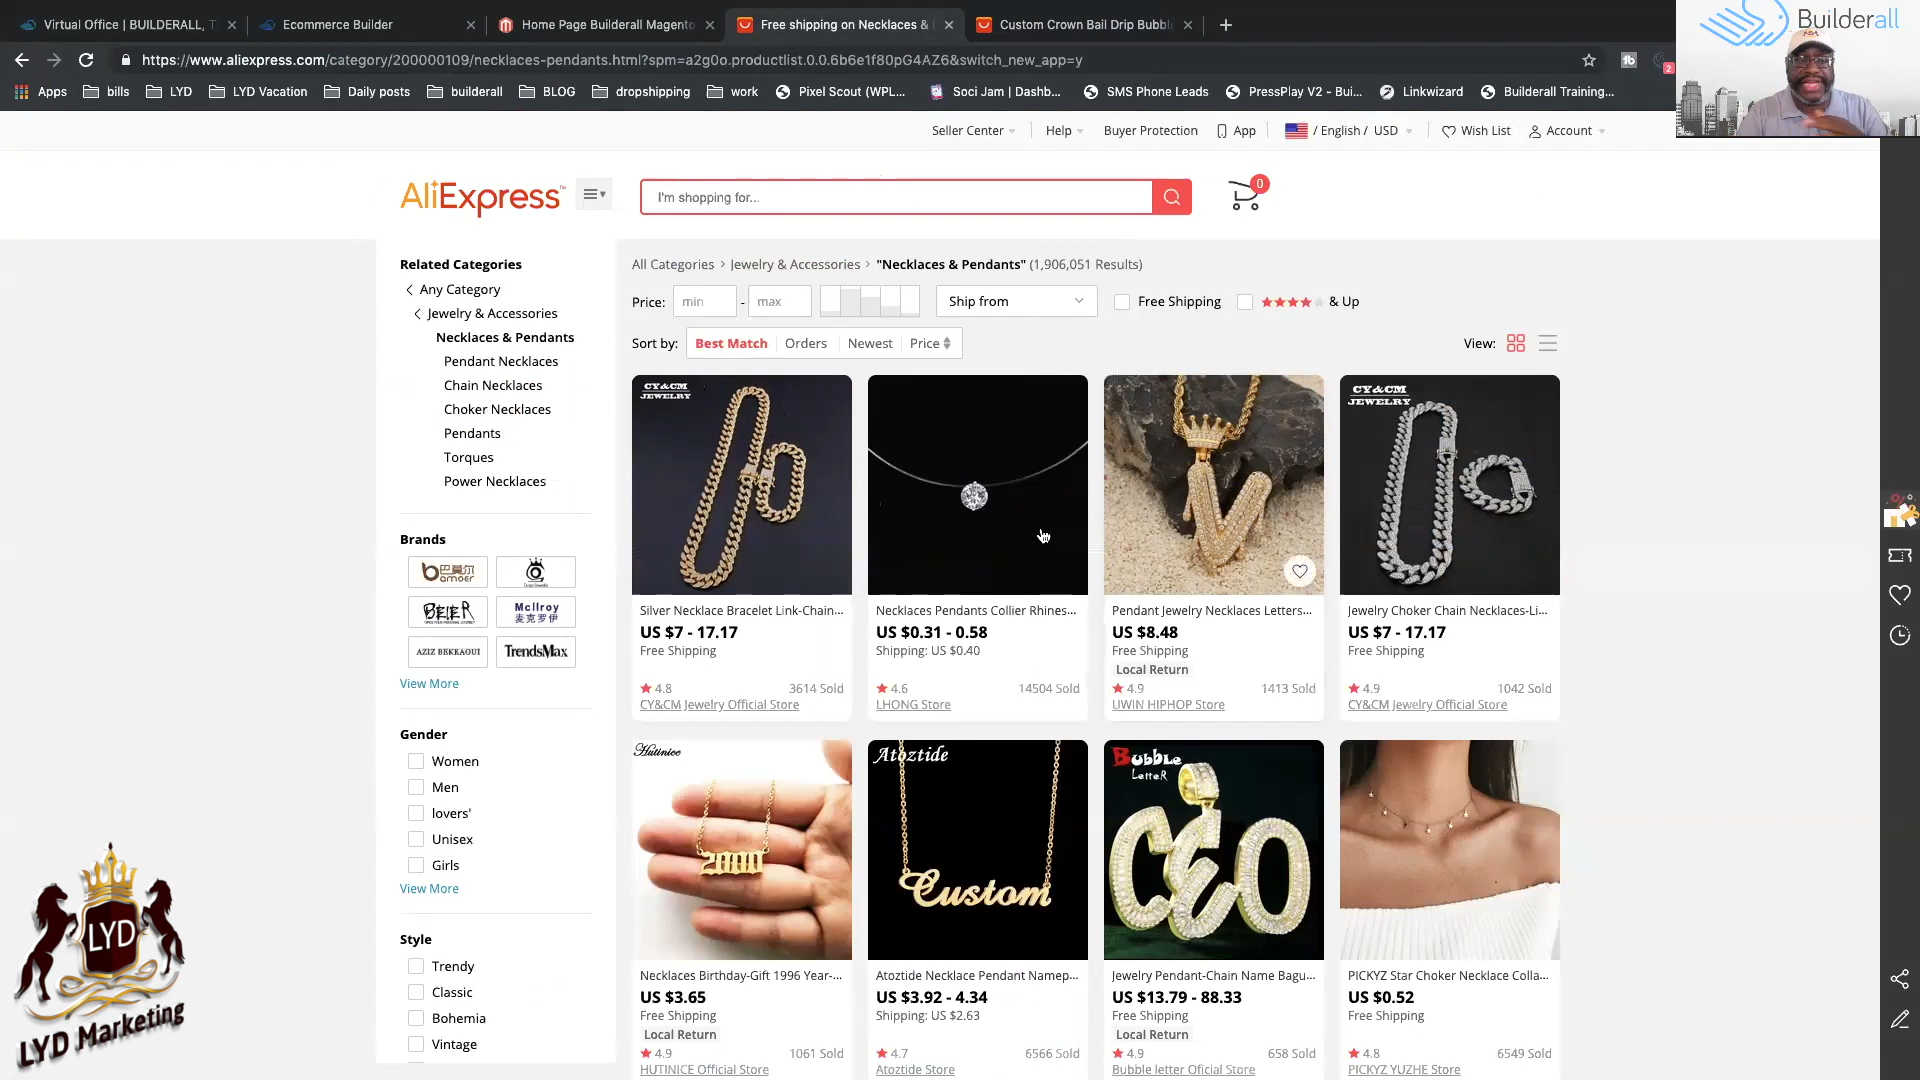 Virtual Office | BUILDERALL, T
Ecommerce Builder
Home Page Builderall Magento
Free shipping on Necklaces &
Custom Crown Bail Drip Bubbl
https://www.aliexpress.com/category/200000109/necklaces-pendants.html?spm=a2g0o.productlist.0.0.6b6e1f80pG4AZ6&switch_new_app=y
2
Builderall
Apps bills LYD LYD Vacation Daily posts builderall BLOG dropshipping work Pixel Scout (WPL... Soci Jam | Dashb... SMS Phone Leads PressPlay V2 - Bui... Linkwizard Builderall Training...
Seller Center Help Buyer Protection App / English / USD Wish List Account
AliExpress
I'm shopping for...
0
Related Categories
Any Category
Jewelry & Accessories
Necklaces & Pendants
Pendant Necklaces
Chain Necklaces
Choker Necklaces
Pendants
Torques
Power Necklaces
Brands
巴莫尔
bamoer
BEIER
McIlroy
麦克罗伊
AZIZ BEKKAOUI
TrendsMax
View More
Gender
Women
Men
lovers'
Unisex
Girls
View More
Style
Trendy
Classic
Bohemia
Vintage
All Categories > Jewelry & Accessories > "Necklaces & Pendants" (1,906,051 Results)
Price: min - max Ship from Free Shipping & Up
Sort by: Best Match Orders Newest Price View:
CY&CM
JEWELRY
Silver Necklace Bracelet Link-Chain...
US $7 - 17.17
Free Shipping
4.8 3614 Sold
CY&CM Jewelry Official Store
Necklaces Pendants Collier Rhines...
US $0.31 - 0.58
Shipping: US $0.40
4.6 14504 Sold
LHONG Store
Pendant Jewelry Necklaces Letters...
US $8.48
Free Shipping
Local Return
4.9 1413 Sold
UWIN HIPHOP Store
CY&CM
JEWELRY
Jewelry Choker Chain Necklaces-Li...
US $7 - 17.17
Free Shipping
4.9 1042 Sold
CY&CM Jewelry Official Store
Hutinice
2000
Necklaces Birthday-Gift 1996 Year-...
US $3.65
Free Shipping
Local Return
4.9 1061 Sold
HUTINICE Official Store
Atoztide
Custom
Atoztide Necklace Pendant Namep...
US $3.92 - 4.34
Shipping: US $2.63
4.7 6566 Sold
Atoztide Store
Bubble
LetteR
CEO
Jewelry Pendant-Chain Name Bagu...
US $13.79 - 88.33
Free Shipping
Local Return
4.9 658 Sold
Bubble letter Oficial Store
PICKYZ Star Choker Necklace Colla...
US $0.52
Free Shipping
4.8 6549 Sold
PICKYZ YUZHE Store
LYD
LYD Marketing